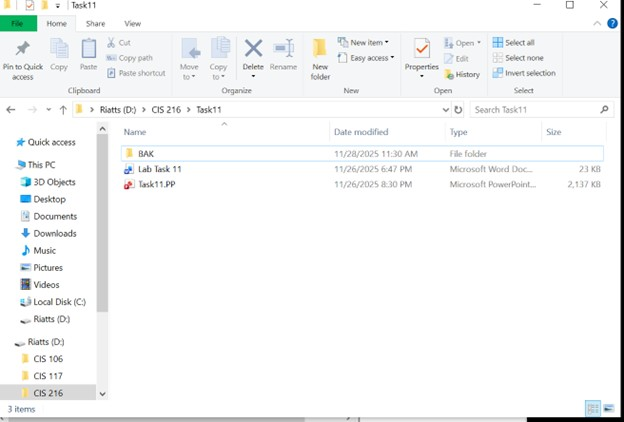 Task11
File Home Share View
Pin to Quick access
Copy
Paste
Cut
Copy path
Paste shortcut
Move to
Copy to
Delete
Rename
New folder
New item
Easy access
Properties
Open
Edit
History
Select all
Select none
Invert selection
Clipboard Organize New Open Select
Riatts (D:) > CIS 216 > Task11
Search Task11
Name Date modified Type Size
BAK 11/28/2025 11:30 AM File folder
Lab Task 11 11/26/2025 6:47 PM Microsoft Word Doc... 23 KB
Task11.PP 11/26/2025 8:30 PM Microsoft PowerPoint... 2,137 KB
Quick access
This PC
3D Objects
Desktop
Documents
Downloads
Music
Pictures
Videos
Local Disk (C:)
Riatts (D:)
Riatts (D:)
CIS 106
CIS 117
CIS 216
3 items